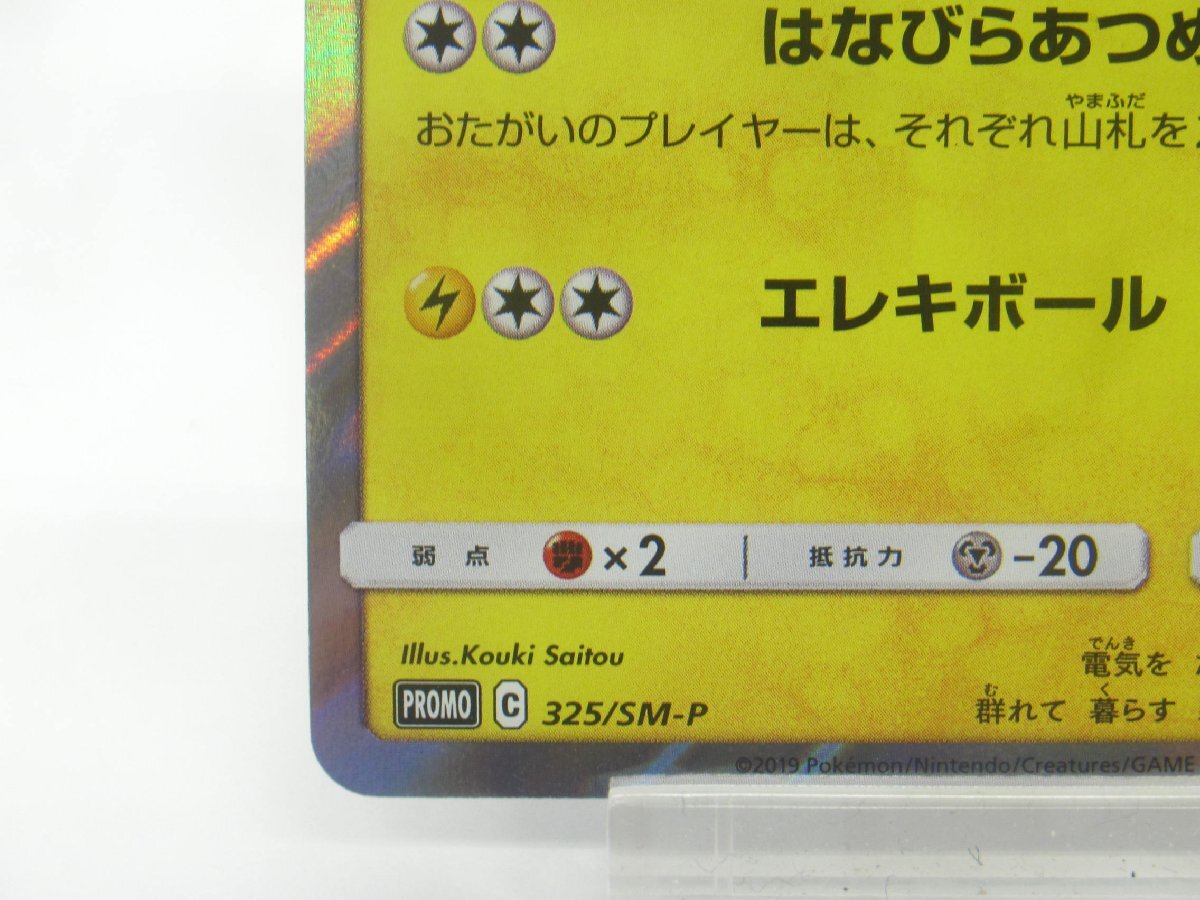 はなびらあつめ
やまふだ
おたがいのプレイヤーは、それぞれ山札を
エレキボール
弱点 ×2 抵抗力 -20
Illus.Kouki Saitou
でんき
電気を
PROMO C 325/SM-P
む く
群れて 暮らす
©2019 Pokémon/Nintendo/Creatures/GAME